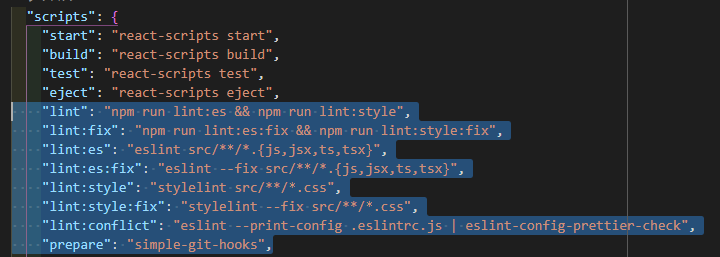 "scripts": {
"start": "react-scripts start",
"build": "react-scripts build",
"test": "react-scripts test",
"eject": "react-scripts eject",
"lint": "npm run lint:es && npm run lint:style",
"lint:fix": "npm run lint:es:fix && npm run lint:style:fix",
"lint:es": "eslint src/**/*.{js,jsx,ts,tsx}",
"lint:es:fix": "eslint --fix src/**/*.{js,jsx,ts,tsx}",
"lint:style": "stylelint src/**/*.css",
"lint:style:fix": "stylelint --fix src/**/*.css",
"lint:conflict": "eslint --print-config .eslintrc.js | eslint-config-prettier-check",
"prepare": "simple-git-hooks",